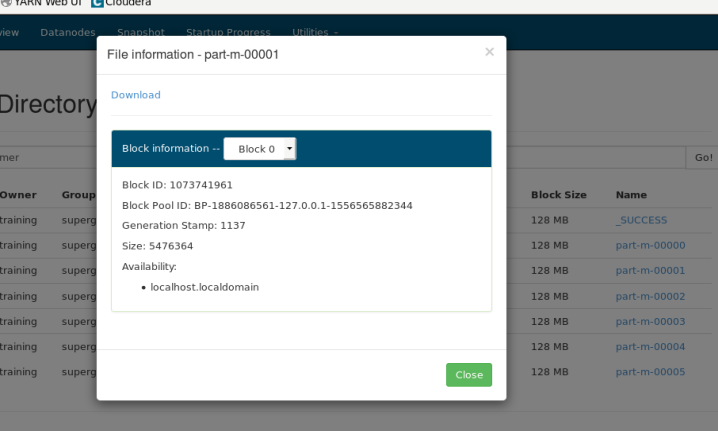 YARN Web UI Cloudera
view Datanodes Snapshot Startup Progress Utilities
File information - part-m-00001 ×
Directory
Download
mer Go!
Block information -- Block 0
Block ID: 1073741961
Block Pool ID: BP-1886086561-127.0.0.1-1556565882344
Generation Stamp: 1137
Size: 5476364
Availability:
• localhost.localdomain
Close
Owner Group Block Size Name
training superg 128 MB _SUCCESS
training superg 128 MB part-m-00000
training superg 128 MB part-m-00001
training superg 128 MB part-m-00002
training superg 128 MB part-m-00003
training superg 128 MB part-m-00004
training superg 128 MB part-m-00005